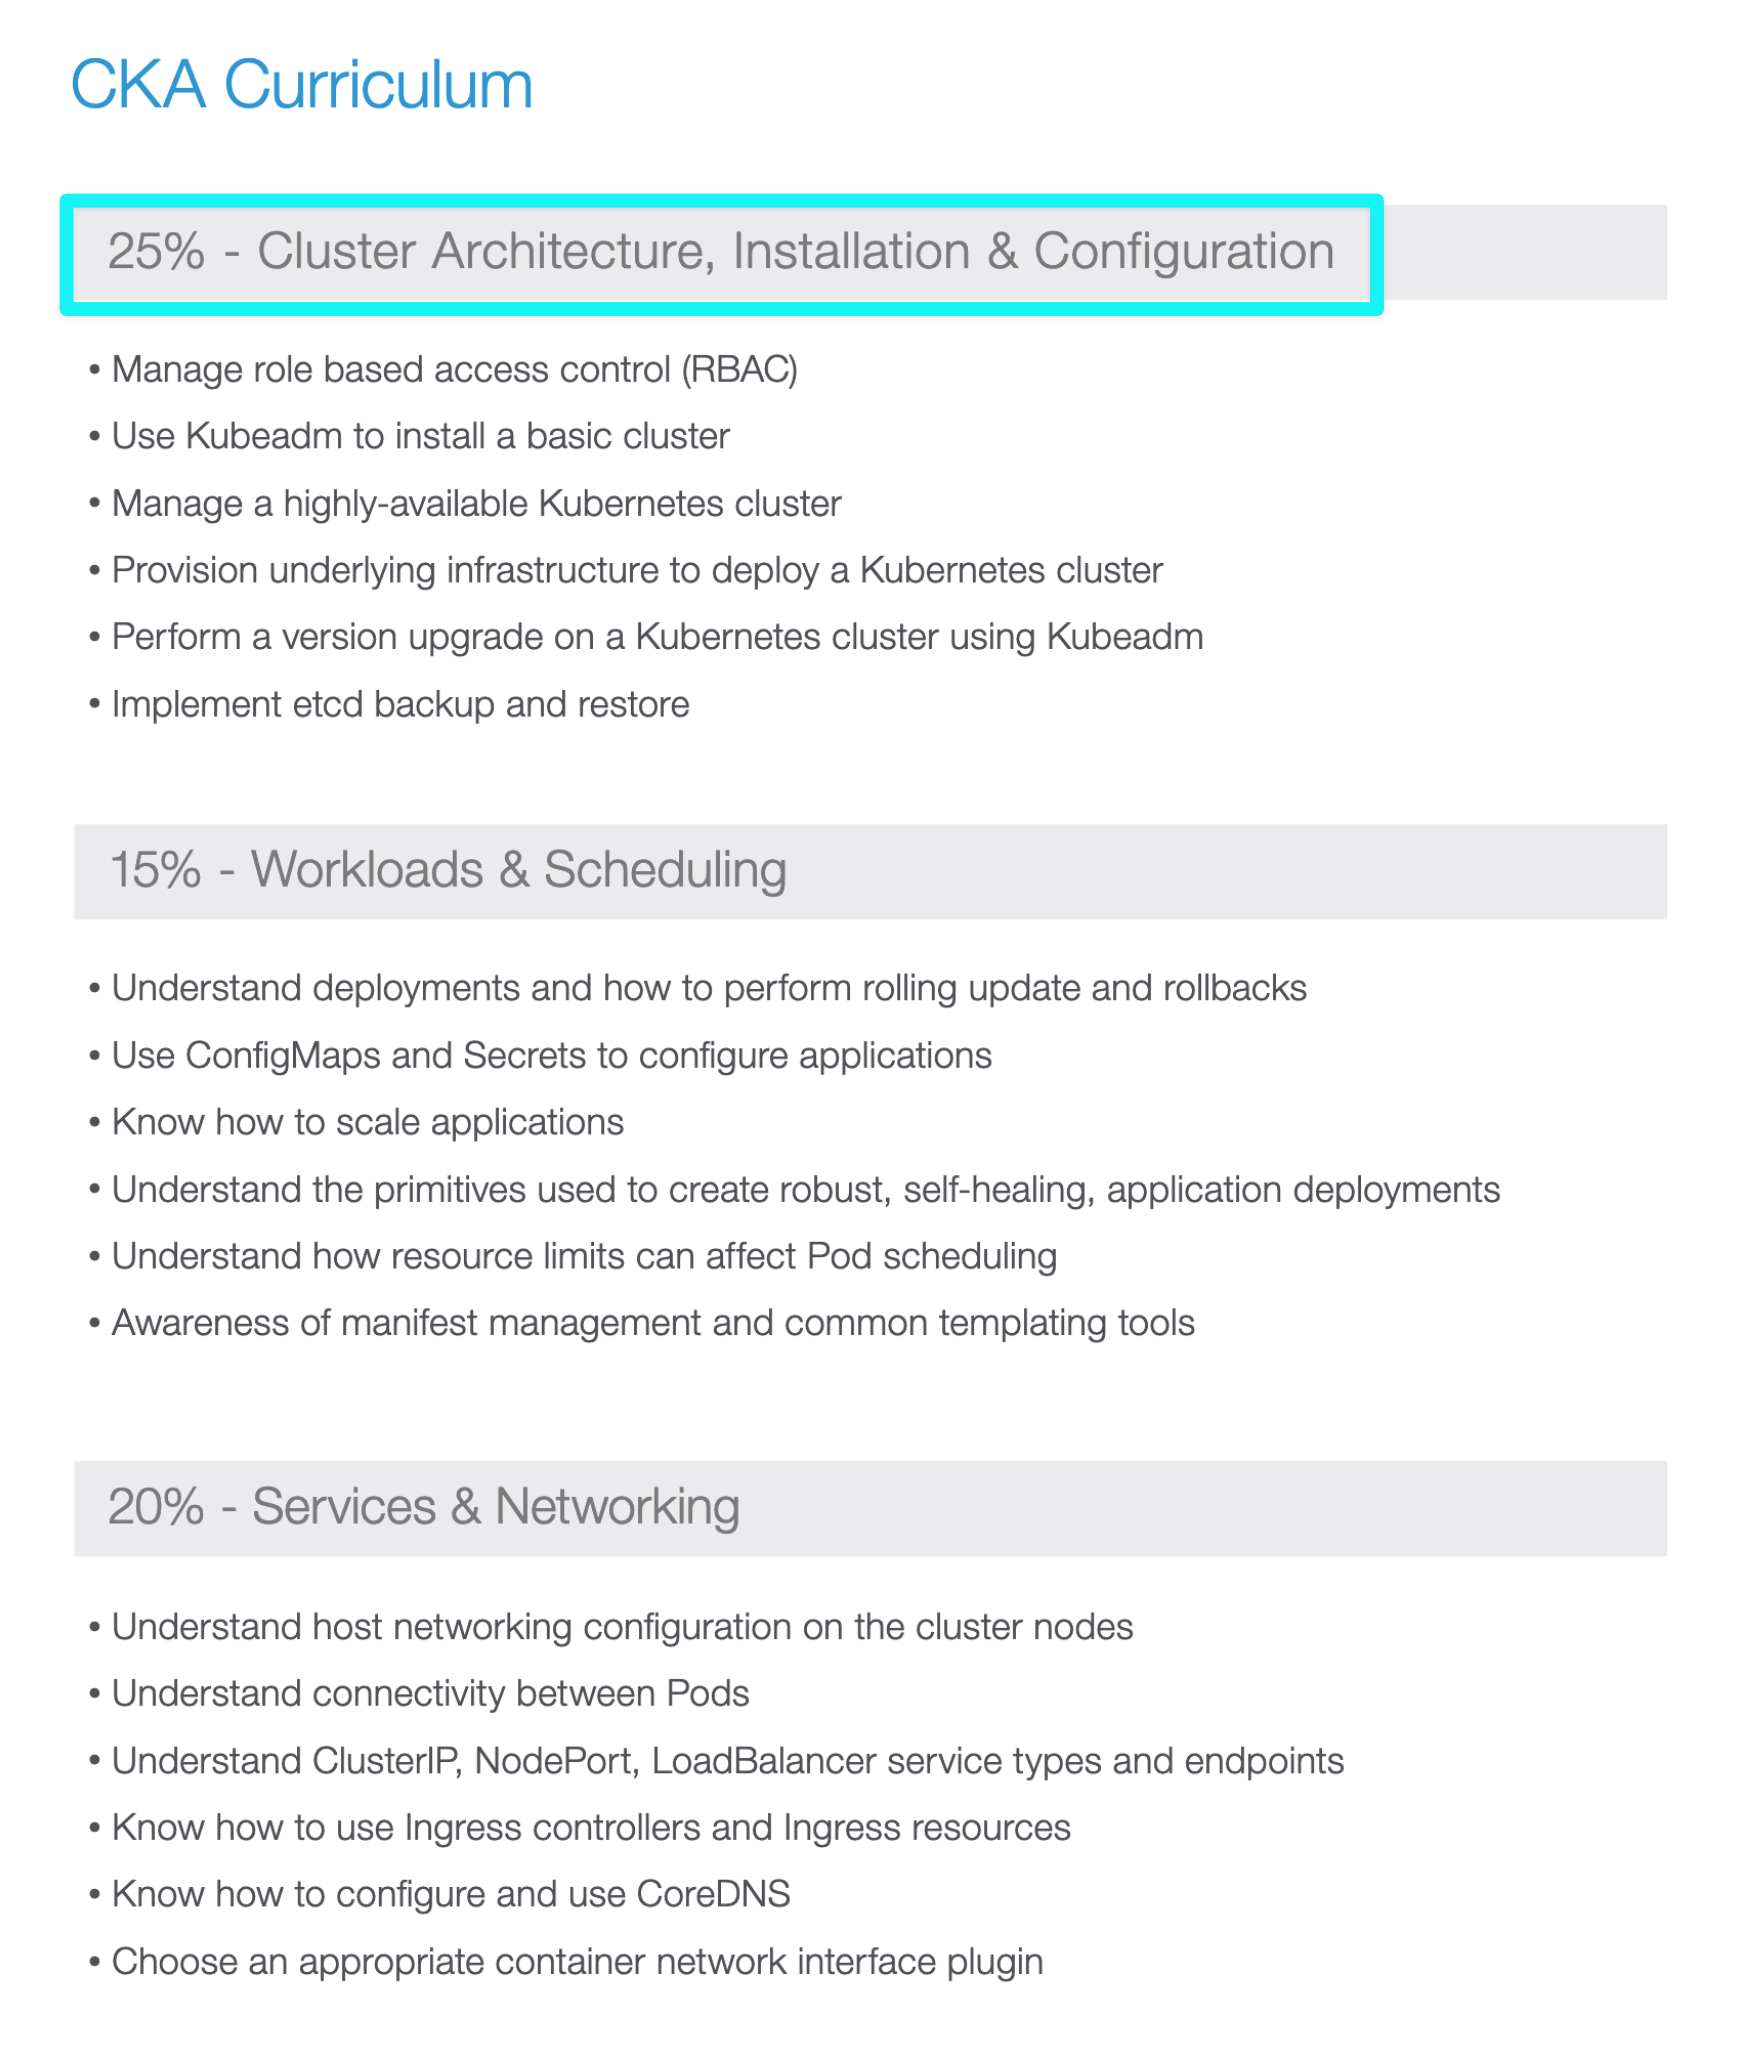 CKA Curriculum
25% - Cluster Architecture, Installation & Configuration
• Manage role based access control (RBAC)
• Use Kubeadm to install a basic cluster
• Manage a highly-available Kubernetes cluster
• Provision underlying infrastructure to deploy a Kubernetes cluster
• Perform a version upgrade on a Kubernetes cluster using Kubeadm
• Implement etcd backup and restore
15% - Workloads & Scheduling
• Understand deployments and how to perform rolling update and rollbacks
• Use ConfigMaps and Secrets to configure applications
• Know how to scale applications
• Understand the primitives used to create robust, self-healing, application deployments
• Understand how resource limits can affect Pod scheduling
• Awareness of manifest management and common templating tools
20% - Services & Networking
• Understand host networking configuration on the cluster nodes
• Understand connectivity between Pods
• Understand ClusterIP, NodePort, LoadBalancer service types and endpoints
• Know how to use Ingress controllers and Ingress resources
• Know how to configure and use CoreDNS
• Choose an appropriate container network interface plugin